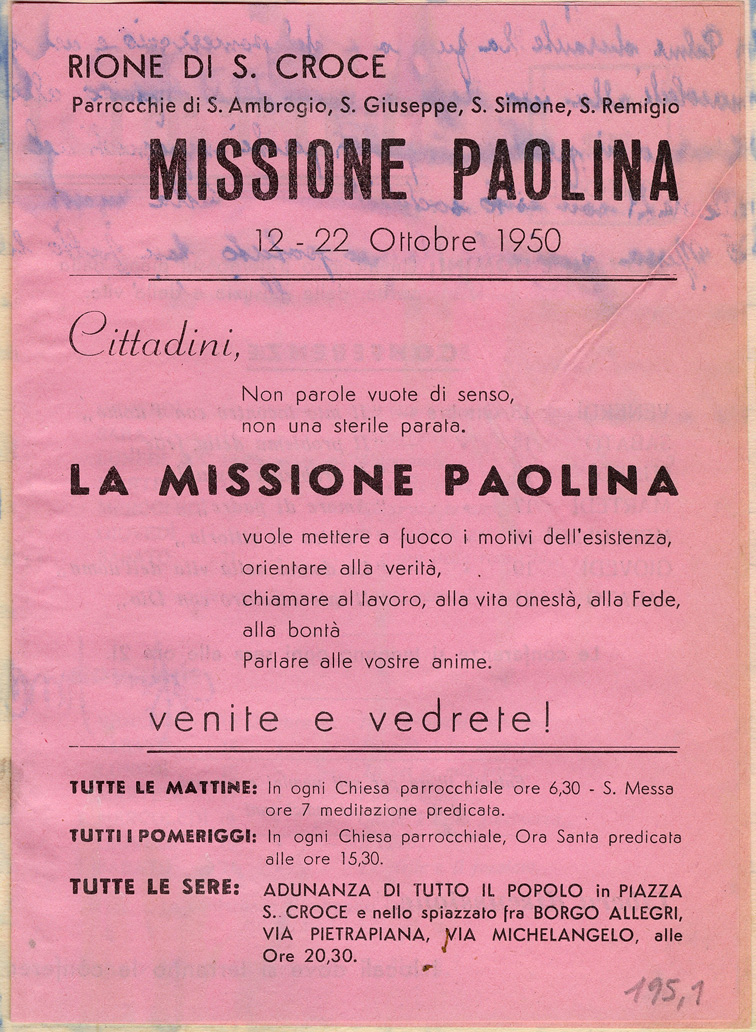 RIONE DI S. CROCE
Parrocchie di S. Ambrogio, S. Giuseppe, S. Simone, S. Remigio
MISSIONE PAOLINA
12 - 22 Ottobre 1950
Cittadini,
Non parole vuote di senso,
non una sterile parata.
LA MISSIONE PAOLINA
vuole mettere a fuoco i motivi dell'esistenza,
orientare alla verità,
chiamare al lavoro, alla vita onestà, alla Fede,
alla bontà
Parlare alle vostre anime.
venite e vedrete!
TUTTE LE MATTINE: In ogni Chiesa parrocchiale ore 6,30 - S. Messa
ore 7 meditazione predicata.
TUTTI I POMERIGGI: In ogni Chiesa parrocchiale, Ora Santa predicata
alle ore 15,30.
TUTTE LE SERE: ADUNANZA DI TUTTO IL POPOLO in PIAZZA
S. CROCE e nello spiazzato fra BORGO ALLEGRI,
VIA PIETRAPIANA, VIA MICHELANGELO, alle
Ore 20,30.
195,1